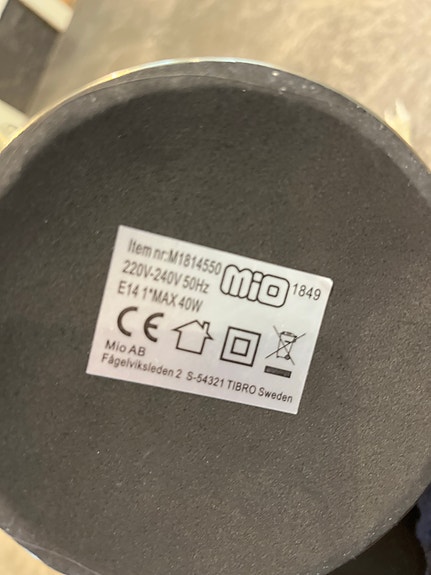 Item nr:M1814550
220V-240V 50Hz
E14 1*MAX 40W
MiO 1849
CE
Mio AB
Fågelviksleden 2 S-54321 TIBRO Sweden